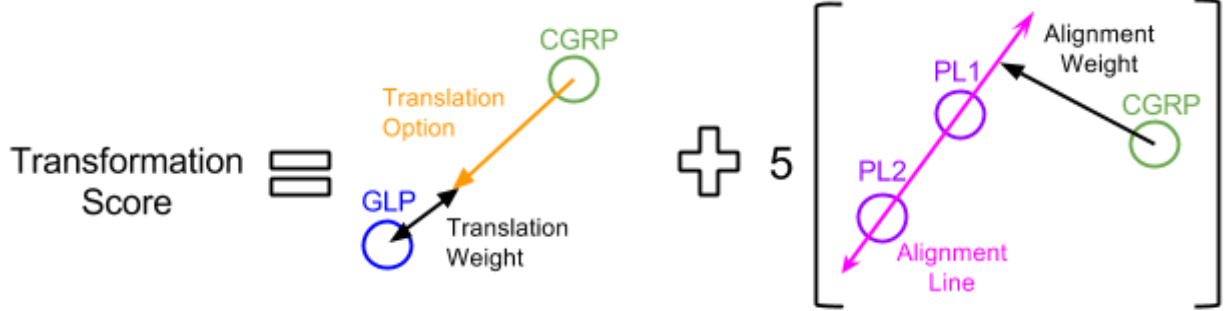 Transformation
Score
=
CGRP
Translation
Option
GLP
Translation
Weight
+ 5
PL1
PL2
Alignment
Line
Alignment
Weight
CGRP